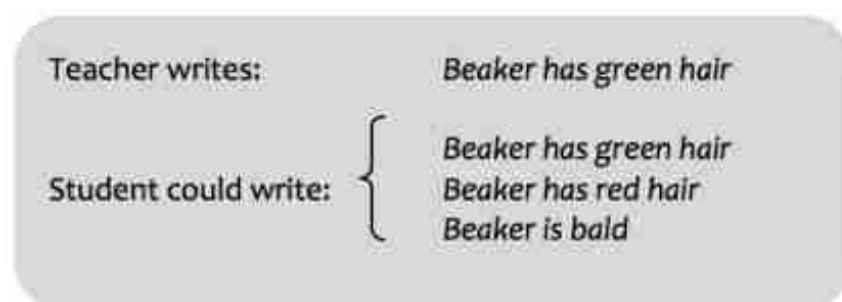 Teacher writes: Beaker has green hair
Beaker has green hair
Student could write: Beaker has red hair
Beaker is bald